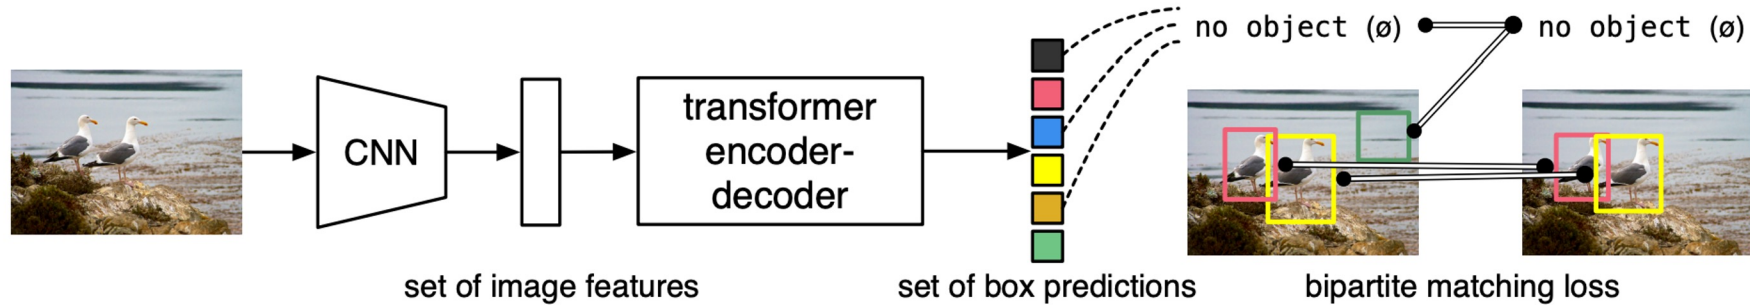 no object (ø)
no object (ø)
CNN
transformer
encoder-
decoder
set of image features
set of box predictions
bipartite matching loss